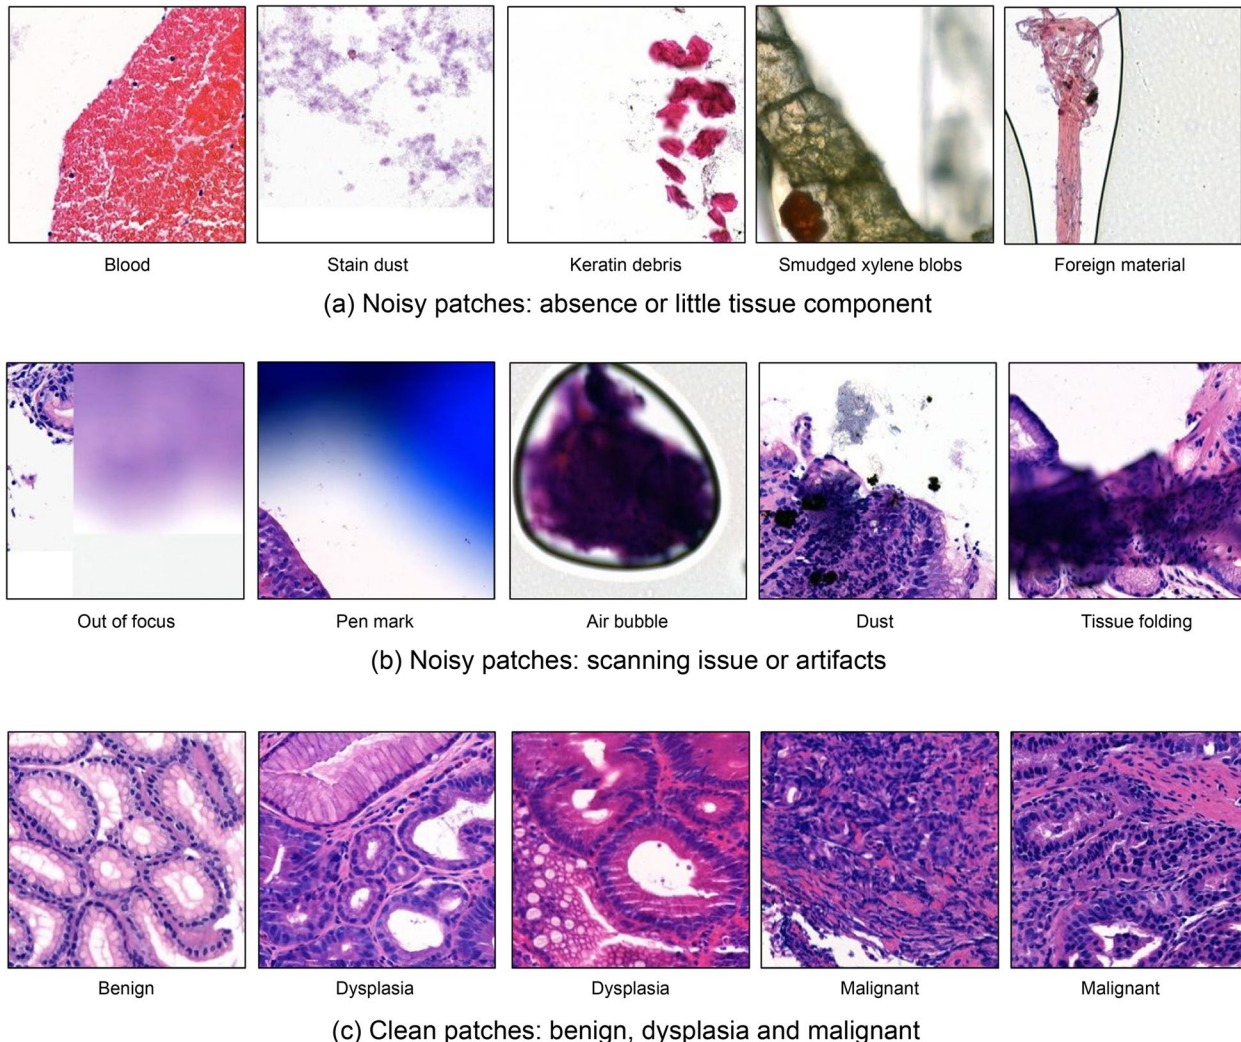 Blood
Stain dust
Keratin debris
Smudged xylene blobs
Foreign material
(a) Noisy patches: absence or little tissue component
Out of focus
Pen mark
Air bubble
Dust
Tissue folding
(b) Noisy patches: scanning issue or artifacts
Benign
Dysplasia
Dysplasia
Malignant
Malignant
(c) Clean patches: benign, dysplasia and malignant